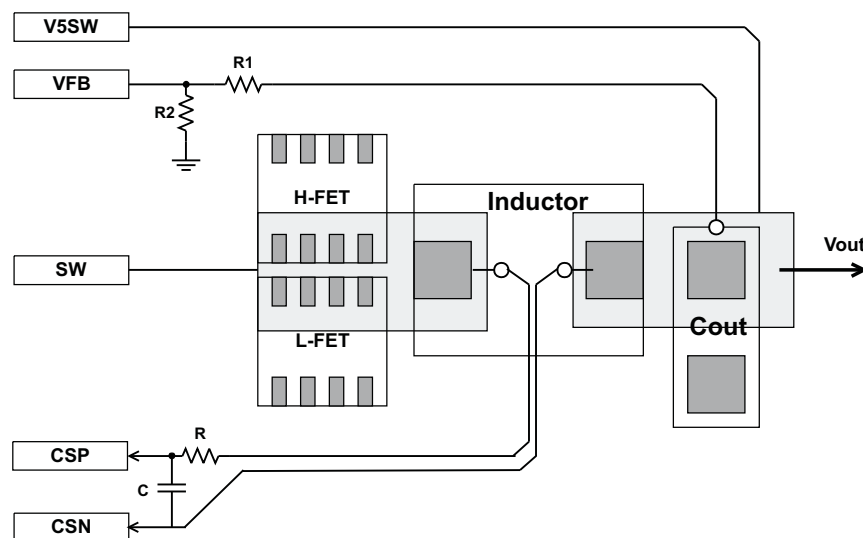 V5SW
R1
VFB
R2
H-FET
Inductor
Vout
SW
Cout
L-FET
R
CSP
C
CSN